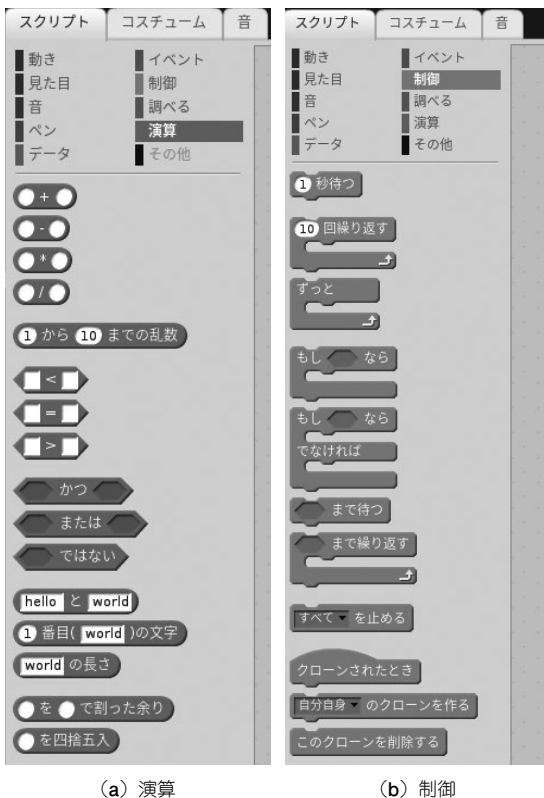 スクリプト コスチューム 音
動き イベント
見た目 制御
音 調べる
ペン 演算
データ その他
+
-
*
/
1 から 10 までの乱数
<
=
>
かつ
または
ではない
hello と world
1 番目( world )の文字
world の長さ
を で割った余り
を四捨五入
(a) 演算
スクリプト コスチューム 音
動き イベント
見た目 制御
音 調べる
ペン 演算
データ その他
1 秒待つ
10 回繰り返す
ずっと
もし なら
もし なら
でなければ
まで待つ
まで繰り返す
すべて を止める
クローンされたとき
自分自身 のクローンを作る
このクローンを削除する
(b) 制御